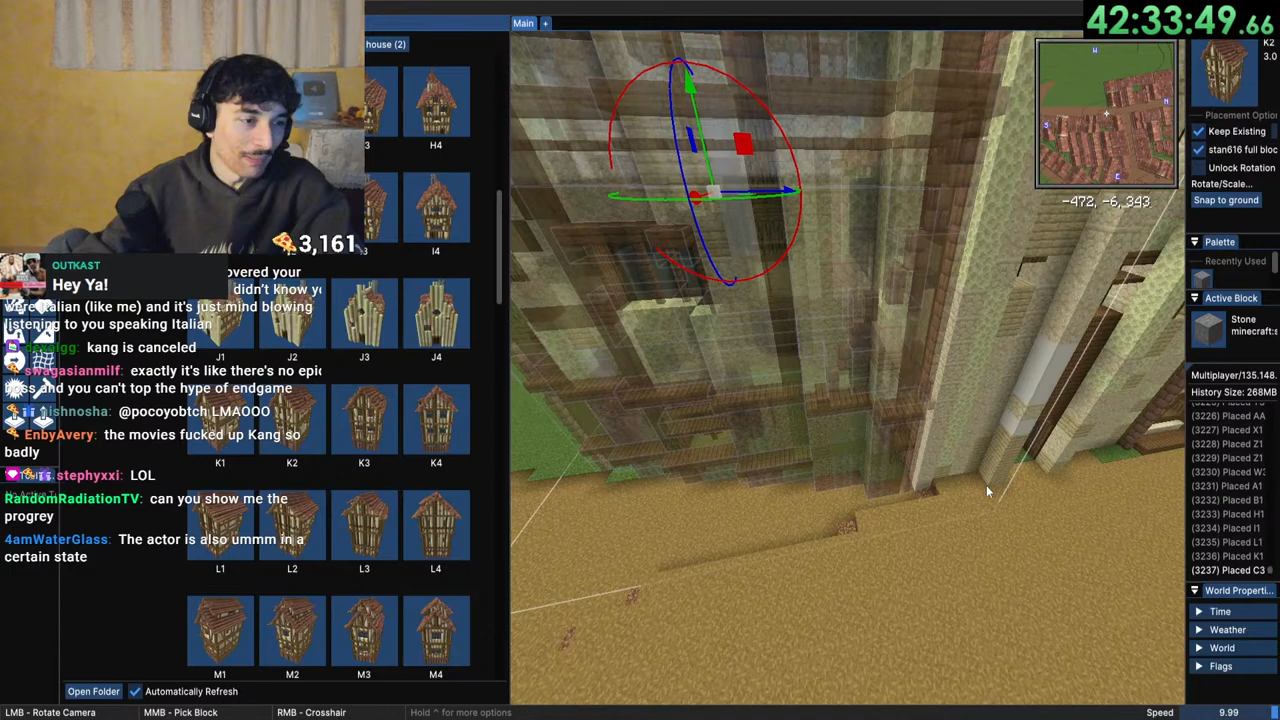 42:33:49.66
house (2)
Main
+
K2
3.0
H4
Placement Optio
Keep Existing
stan616 full bloc
Unlock Rotation
Rotate/Scale...
Snap to ground
I4
-472, -6, 343
3,161
Palette
Recently Used
OUTKAST
Hey Ya!
overed your
didn't know y
were Italian (like me) and it's just mind blowing
listening to you speaking Italian
Active Block
Stone
minecraft:s
kang is canceled
J1
J2
J3
J4
swagasianmilf: exactly it's like there's no epic
boss and you can't top the hype of endgame
Multiplayer/135.148.
History Size: 268MB
@pocoyobtch LMAOOO
(3226) Placed AA
(3227) Placed X1
EnbyAvery: the movies fucked up Kang so
badly
(3228) Placed Z1
(3229) Placed Z1
K1
K2
K3
K4
stephyxxi: LOL
(3230) Placed W3
(3231) Placed A1
RandomRadiationTV: can you show me the
progrey
(3232) Placed B1
(3233) Placed H1
(3234) Placed I1
4amWaterGlass: The actor is also ummm in a
certain state
(3235) Placed L1
(3236) Placed K1
(3237) Placed C3
L1
L2
L3
L4
World Properti...
Time
Weather
World
Flags
M1
M2
M3
M4
Open Folder
Automatically Refresh
LMB - Rotate Camera
MMB - Pick Block
RMB - Crosshair
Hold ^ for more options
Speed
9.99